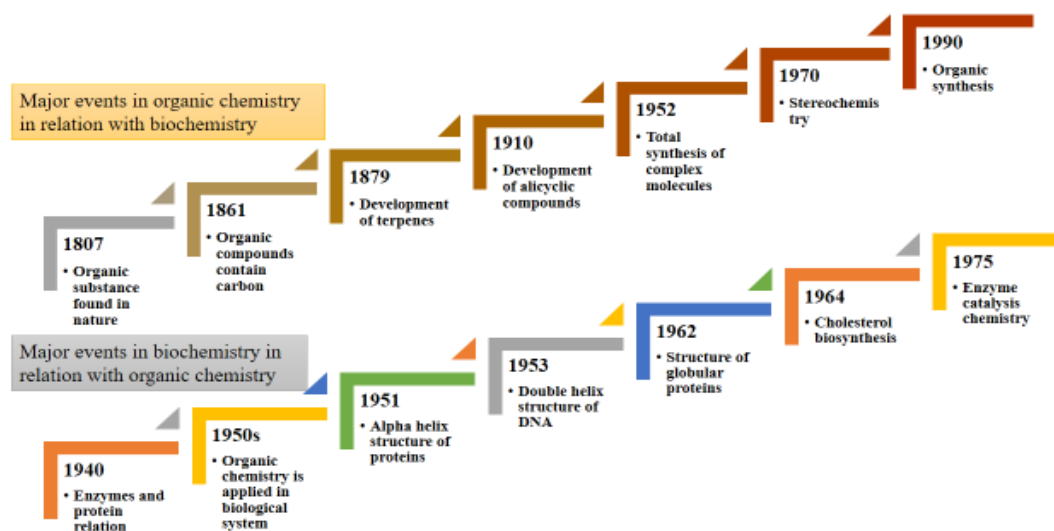 Major events in organic chemistry
in relation with biochemistry
1807
• Organic
substance
found in
nature
1861
• Organic
compounds
contain
carbon
1879
• Development
of terpenes
1910
• Development
of alicyclic
compounds
1952
• Total
synthesis of
complex
molecules
1970
• Stereochemis
try
1990
• Organic
synthesis
Major events in biochemistry in
relation with organic chemistry
1940
• Enzymes and
protein
relation
1950s
• Organic
chemistry is
applied in
biological
system
1951
• Alpha helix
structure of
proteins
1953
• Double helix
structure of
DNA
1962
• Structure of
globular
proteins
1964
• Cholesterol
biosynthesis
1975
• Enzyme
catalysis
chemistry